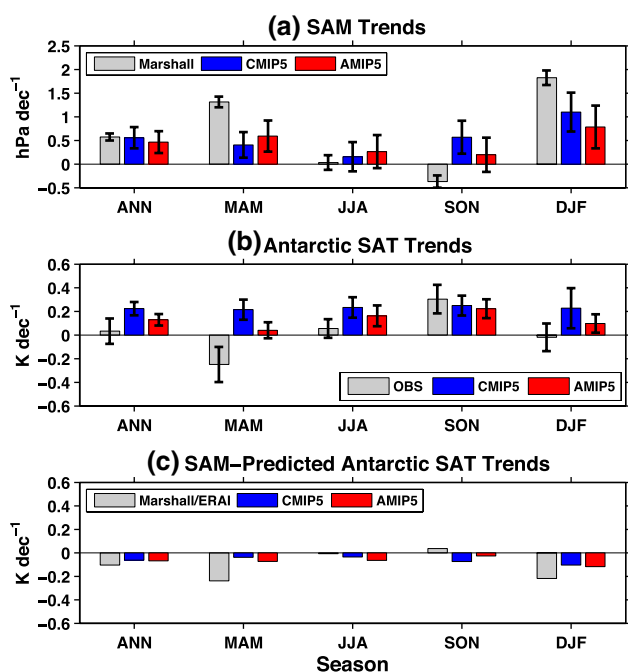 (a) SAM Trends
hPa dec⁻¹
2.5
2
1.5
1
0.5
0
−0.5
Marshall CMIP5 AMIP5
ANN MAM JJA SON DJF
(b) Antarctic SAT Trends
K dec⁻¹
0.6
0.4
0.2
0
−0.2
−0.4
−0.6
OBS CMIP5 AMIP5
ANN MAM JJA SON DJF
(c) SAM−Predicted Antarctic SAT Trends
K dec⁻¹
0.6
0.4
0.2
0
−0.2
−0.4
−0.6
Marshall/ERAI CMIP5 AMIP5
ANN MAM JJA SON DJF
Season